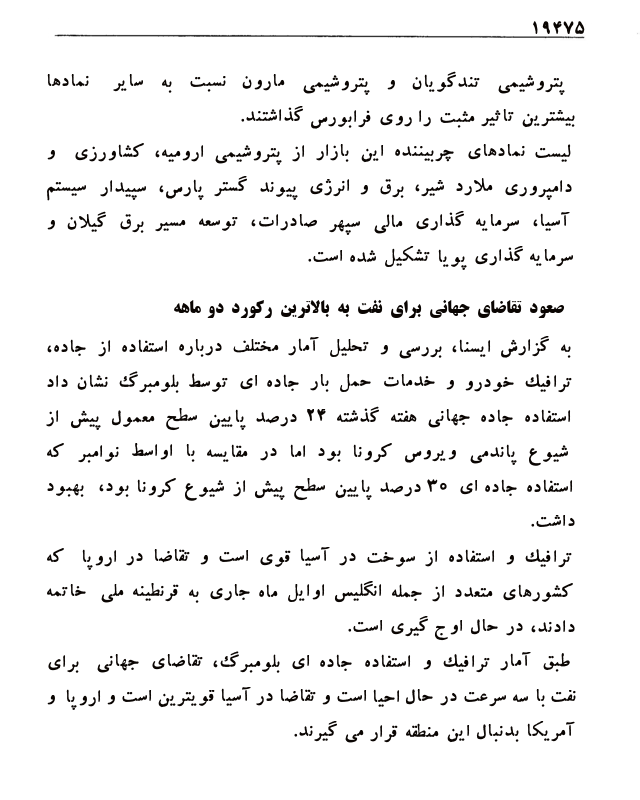 ۱۹۴۷۵
پتروشیمی تندگویان و پتروشیمی مارون نسبت به سایر نمادها
بیشترین تاثیر مثبت را روی فرابورس گذاشتند.
لیست نمادهای چربیننده این بازار از پتروشیمی ارومیه، کشاورزی و
دامپروری ملارد شیر، برق و انرژی پیوند گستر پارس، سپیدار سیستم
آسیا، سرمایه گذاری مالی سپهر صادرات، توسعه مسیر برق گیلان و
سرمایه گذاری پویا تشکیل شده است.
صعود تقاضای جهانی برای نفت به بالاترین رکورد دو ماهه
به گزارش ایسنا، بررسی و تحلیل آمار مختلف درباره استفاده از جاده،
ترافیک خودرو و خدمات حمل بار جاده ای توسط بلومبرگ نشان داد
استفاده جاده جهانی هفته گذشته ۲۴ درصد پایین سطح معمول پیش از
شیوع پاندمی ویروس کرونا بود اما در مقایسه با اواسط نوامبر که
استفاده جاده ای ۳۰ درصد پایین سطح پیش از شیوع کرونا بود، بهبود
داشت.
ترافیک و استفاده از سوخت در آسیا قوی است و تقاضا در اروپا که
کشورهای متعدد از جمله انگلیس اوایل ماه جاری به قرنطینه ملی خاتمه
دادند، در حال اوج گیری است.
طبق آمار ترافیک و استفاده جاده ای بلومبرگ، تقاضای جهانی برای
نفت با سه سرعت در حال احیا است و تقاضا در آسیا قویترین است و اروپا و
آمریکا بدنبال این منطقه قرار می گیرند.